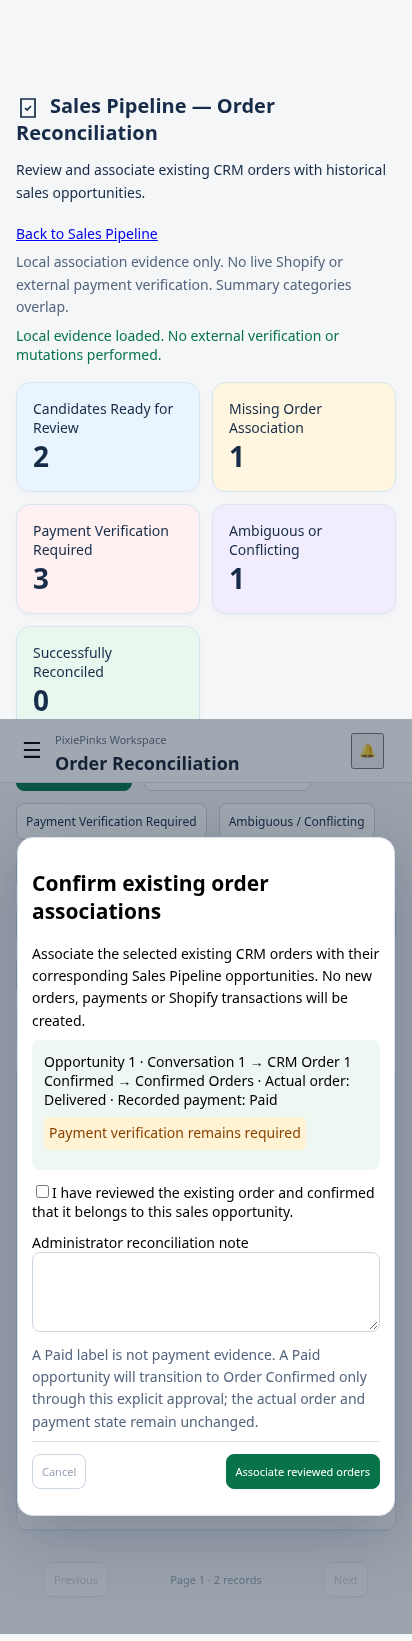 Sales Pipeline — Order
Reconciliation
Review and associate existing CRM orders with historical
sales opportunities.
Back to Sales Pipeline
Local association evidence only. No live Shopify or
external payment verification. Summary categories
overlap.
Local evidence loaded. No external verification or
mutations performed.
Candidates Ready for
Review
2
Missing Order
Association
1
Payment Verification
Required
3
Ambiguous or
Conflicting
1
Successfully
Reconciled
0
PixiePinks Workspace
Order Reconciliation
Payment Verification Required
Ambiguous / Conflicting
Confirm existing order
associations
Associate the selected existing CRM orders with their
corresponding Sales Pipeline opportunities. No new
orders, payments or Shopify transactions will be
created.
Opportunity 1 · Conversation 1 → CRM Order 1
Confirmed → Confirmed Orders · Actual order:
Delivered · Recorded payment: Paid
Payment verification remains required
I have reviewed the existing order and confirmed
that it belongs to this sales opportunity.
Administrator reconciliation note
A Paid label is not payment evidence. A Paid
opportunity will transition to Order Confirmed only
through this explicit approval; the actual order and
payment state remain unchanged.
Cancel
Associate reviewed orders
Previous
Page 1 · 2 records
Next